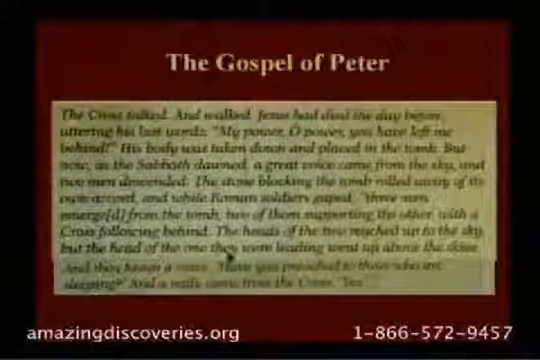 The Gospel of Peter
The Cross talked. And walked. Jesus had died the day before,
uttering his last words: "My power, O power, you have left me
behind!" His body was taken down and placed in the tomb. But
now, as the Sabbath dawned, a great voice came from the sky, and
two men descended. The stone blocking the tomb rolled away of its
own accord, and while Roman soldiers gaped, "three men
emerge[d] from the tomb, two of them supporting the other, with a
Cross following behind. The heads of the two reached up to the sky,
but the head of the one they were leading went up above the skies.
And they heard a voice, 'Have you preached to those who are
sleeping?' And a reply came from the Cross, 'Yes'"
amazingdiscoveries.org
1-866-572-9457